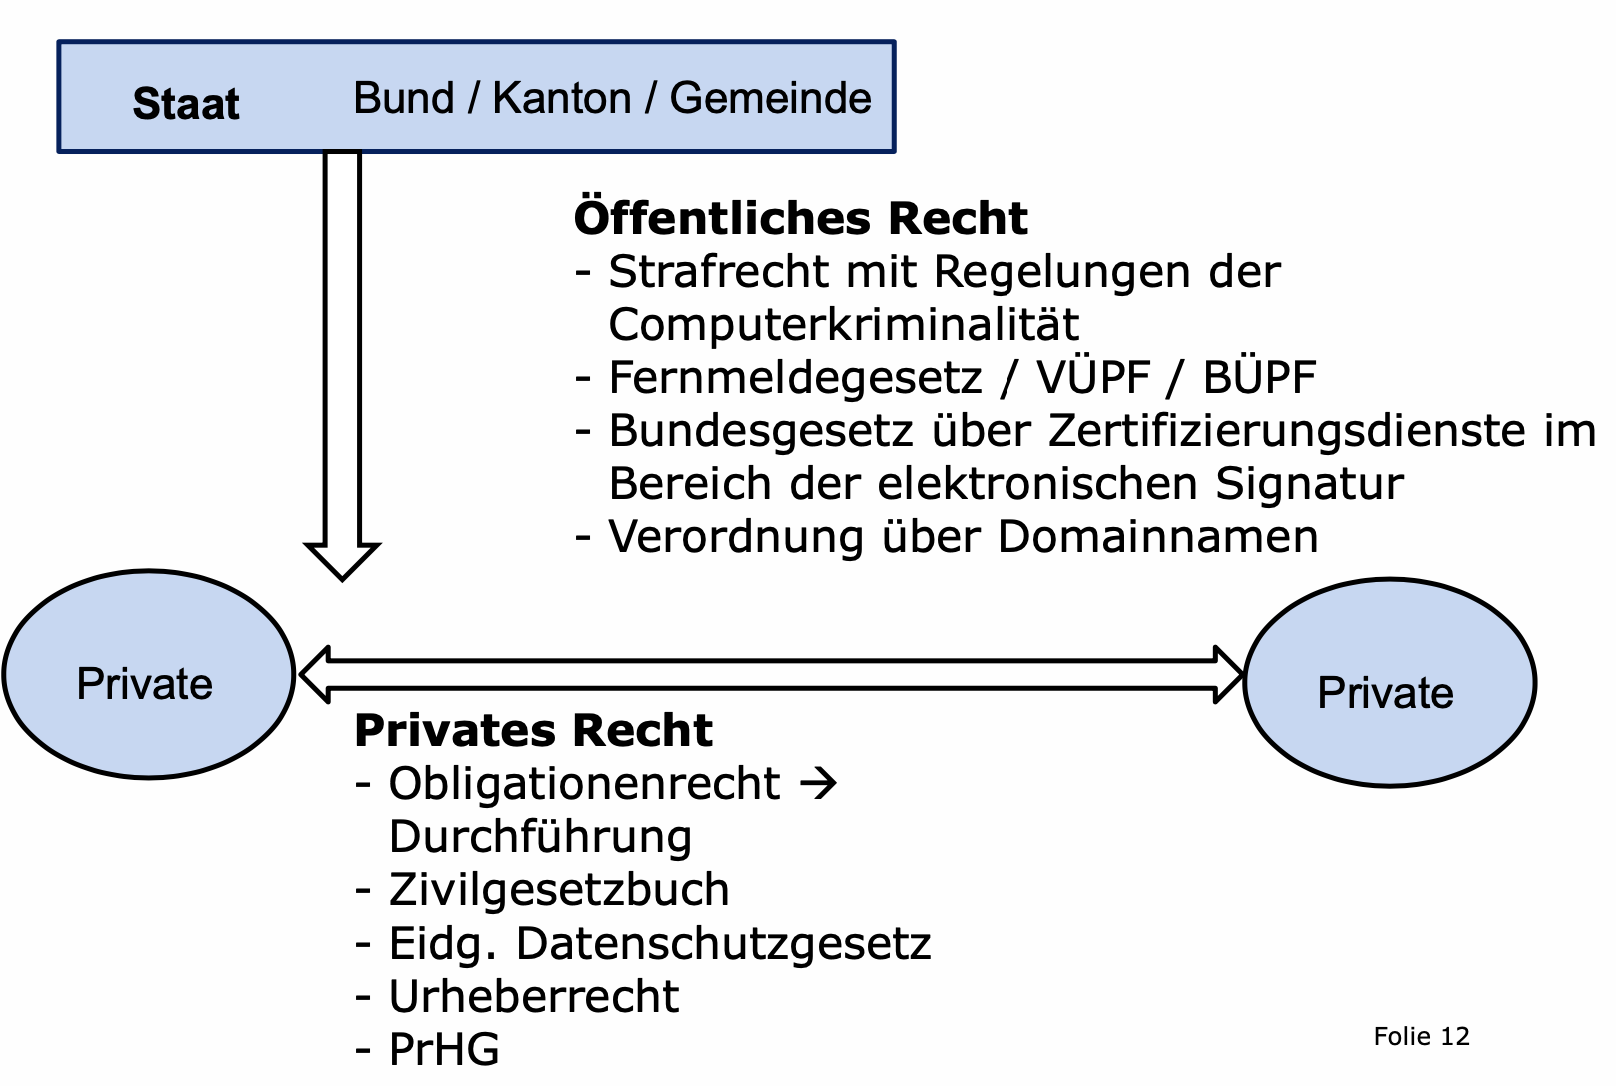 Staat Bund / Kanton / Gemeinde
Öffentliches Recht
- Strafrecht mit Regelungen der
Computerkriminalität
- Fernmeldegesetz / VÜPF / BÜPF
- Bundesgesetz über Zertifizierungsdienste im
Bereich der elektronischen Signatur
- Verordnung über Domainnamen
Private
Private
Privates Recht
- Obligationenrecht →
Durchführung
- Zivilgesetzbuch
- Eidg. Datenschutzgesetz
- Urheberrecht
- PrHG
Folie 12